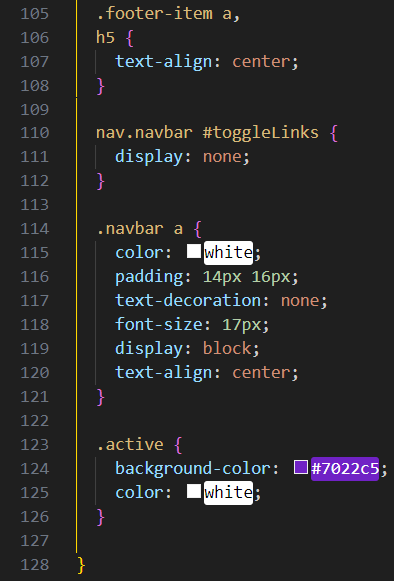 105 .footer-item a,
106 h5 {
107 text-align: center;
108 }
109
110 nav.navbar #toggleLinks {
111 display: none;
112 }
113
114 .navbar a {
115 color: white;
116 padding: 14px 16px;
117 text-decoration: none;
118 font-size: 17px;
119 display: block;
120 text-align: center;
121 }
122
123 .active {
124 background-color: #7022c5;
125 color: white;
126 }
127
128 }